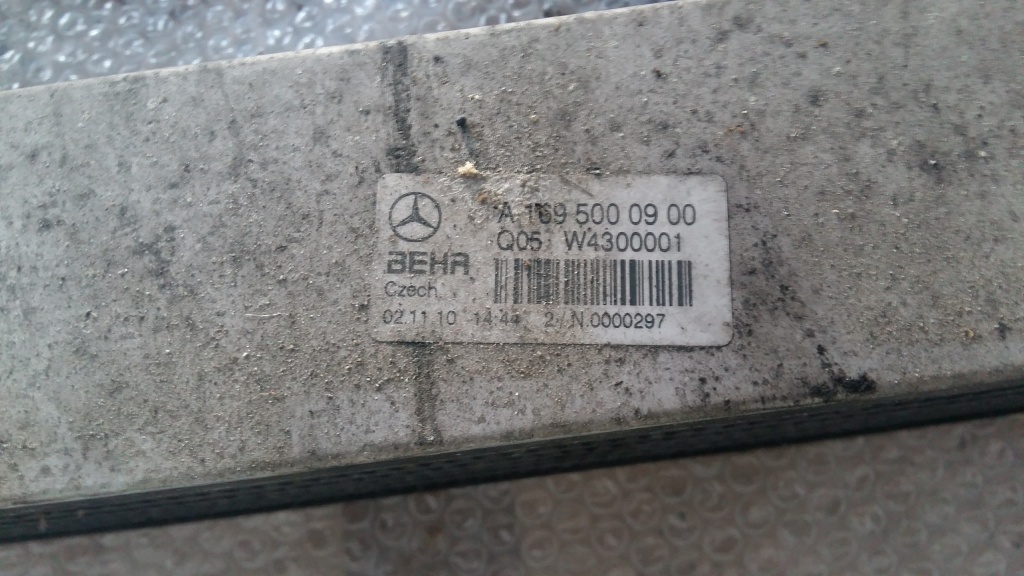 A 169 500 09 00
Q05 W4300001
BEHR
Czech
02.11.10 14:44 2 / N.0000297